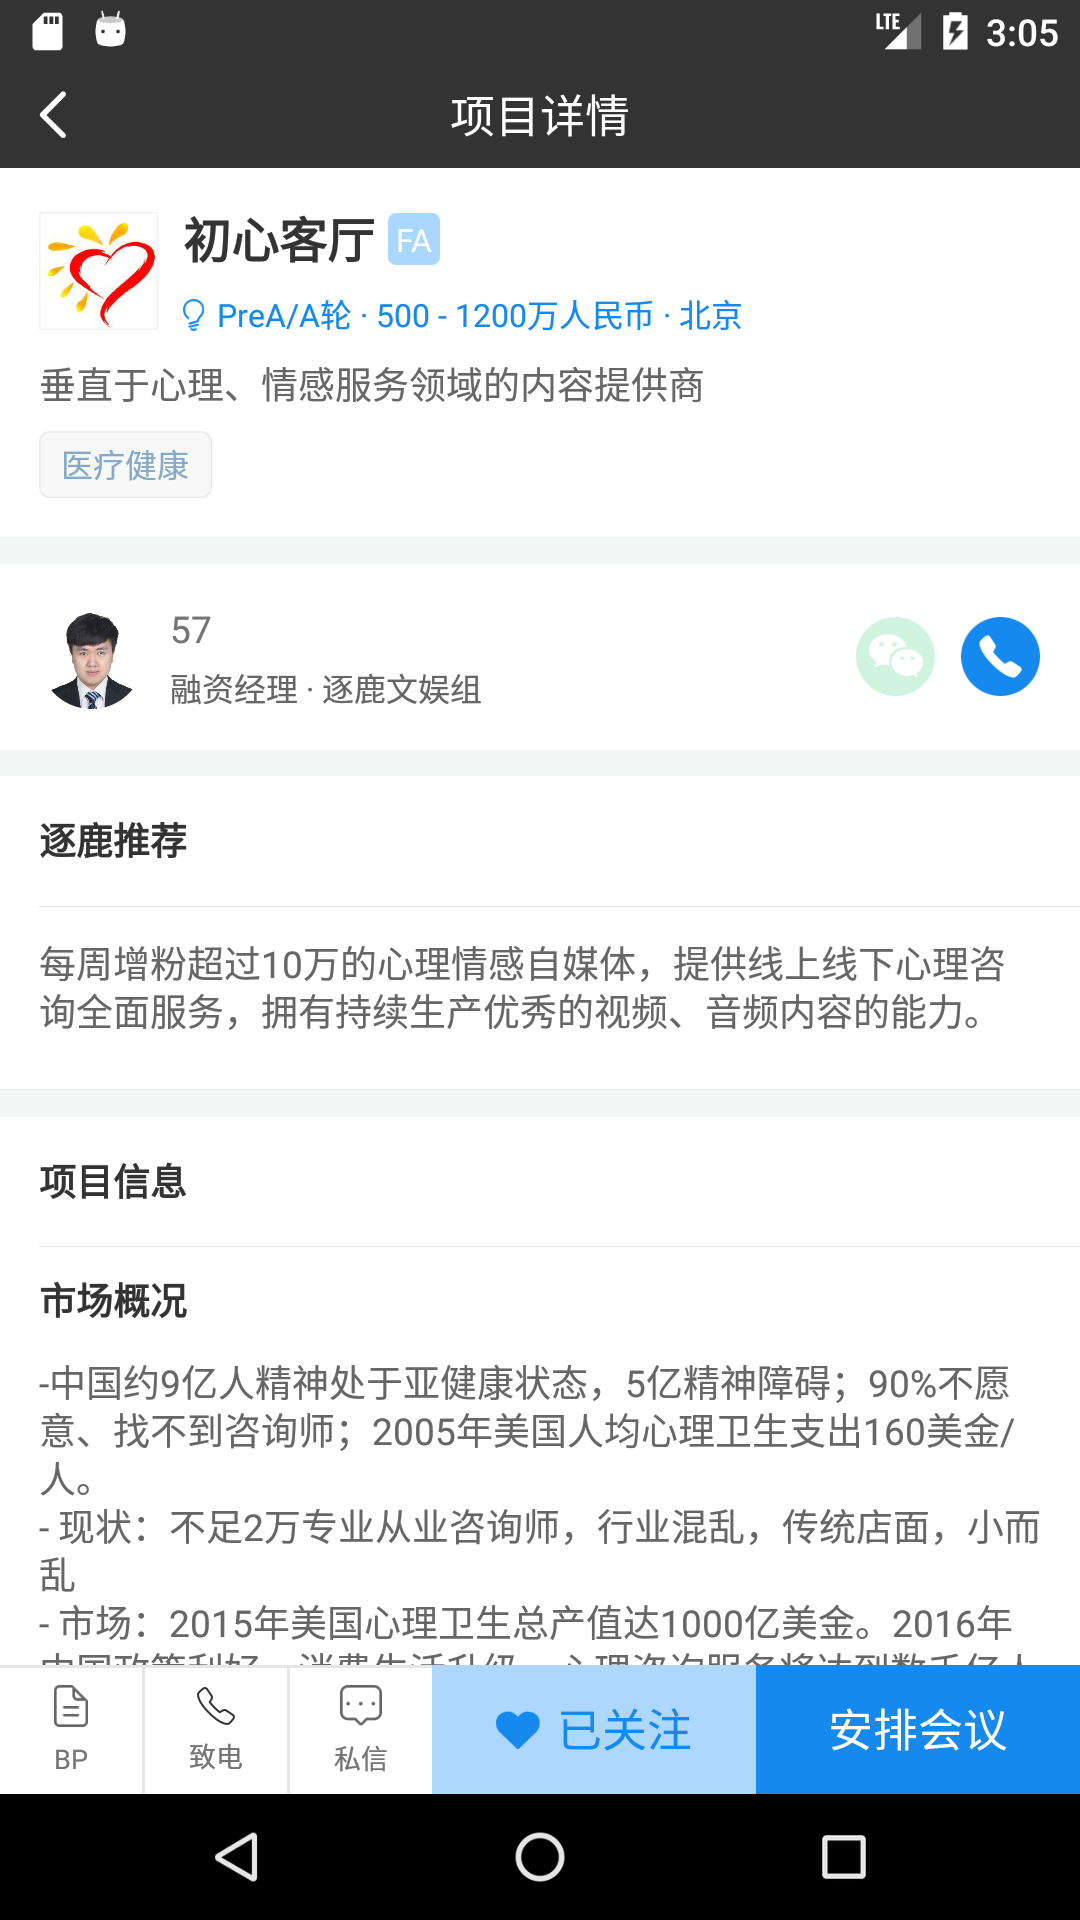 LTE 3:05
项目详情
初心客厅 FA
PreA/A轮 · 500 - 1200万人民币 · 北京
垂直于心理、情感服务领域的内容提供商
医疗健康
57
融资经理 · 逐鹿文娱组
逐鹿推荐
每周增粉超过10万的心理情感自媒体，提供线上线下心理咨
询全面服务，拥有持续生产优秀的视频、音频内容的能力。
项目信息
市场概况
-中国约9亿人精神处于亚健康状态，5亿精神障碍；90%不愿
意、找不到咨询师；2005年美国人均心理卫生支出160美金/
人。
- 现状：不足2万专业从业咨询师，行业混乱，传统店面，小而
乱
- 市场：2015年美国心理卫生总产值达1000亿美金。2016年
BP
致电
私信
已关注
安排会议